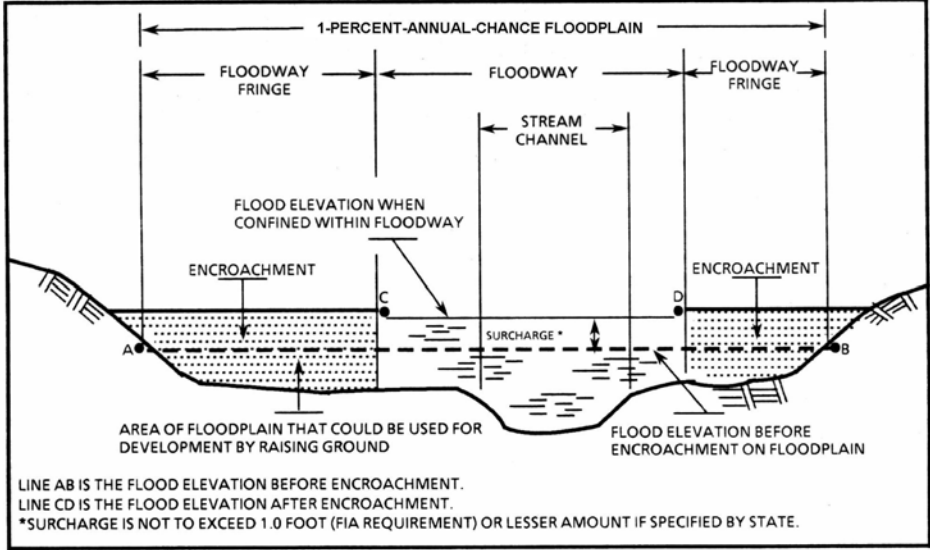 1-PERCENT-ANNUAL-CHANCE FLOODPLAIN
FLOODWAY
FRINGE
FLOODWAY
FLOODWAY
FRINGE
STREAM
CHANNEL
FLOOD ELEVATION WHEN
CONFINED WITHIN FLOODWAY
ENCROACHMENT
ENCROACHMENT
C
D
SURCHARGE *
A
B
AREA OF FLOODPLAIN THAT COULD BE USED FOR
DEVELOPMENT BY RAISING GROUND
FLOOD ELEVATION BEFORE
ENCROACHMENT ON FLOODPLAIN
LINE AB IS THE FLOOD ELEVATION BEFORE ENCROACHMENT.
LINE CD IS THE FLOOD ELEVATION AFTER ENCROACHMENT.
*SURCHARGE IS NOT TO EXCEED 1.0 FOOT (FIA REQUIREMENT) OR LESSER AMOUNT IF SPECIFIED BY STATE.